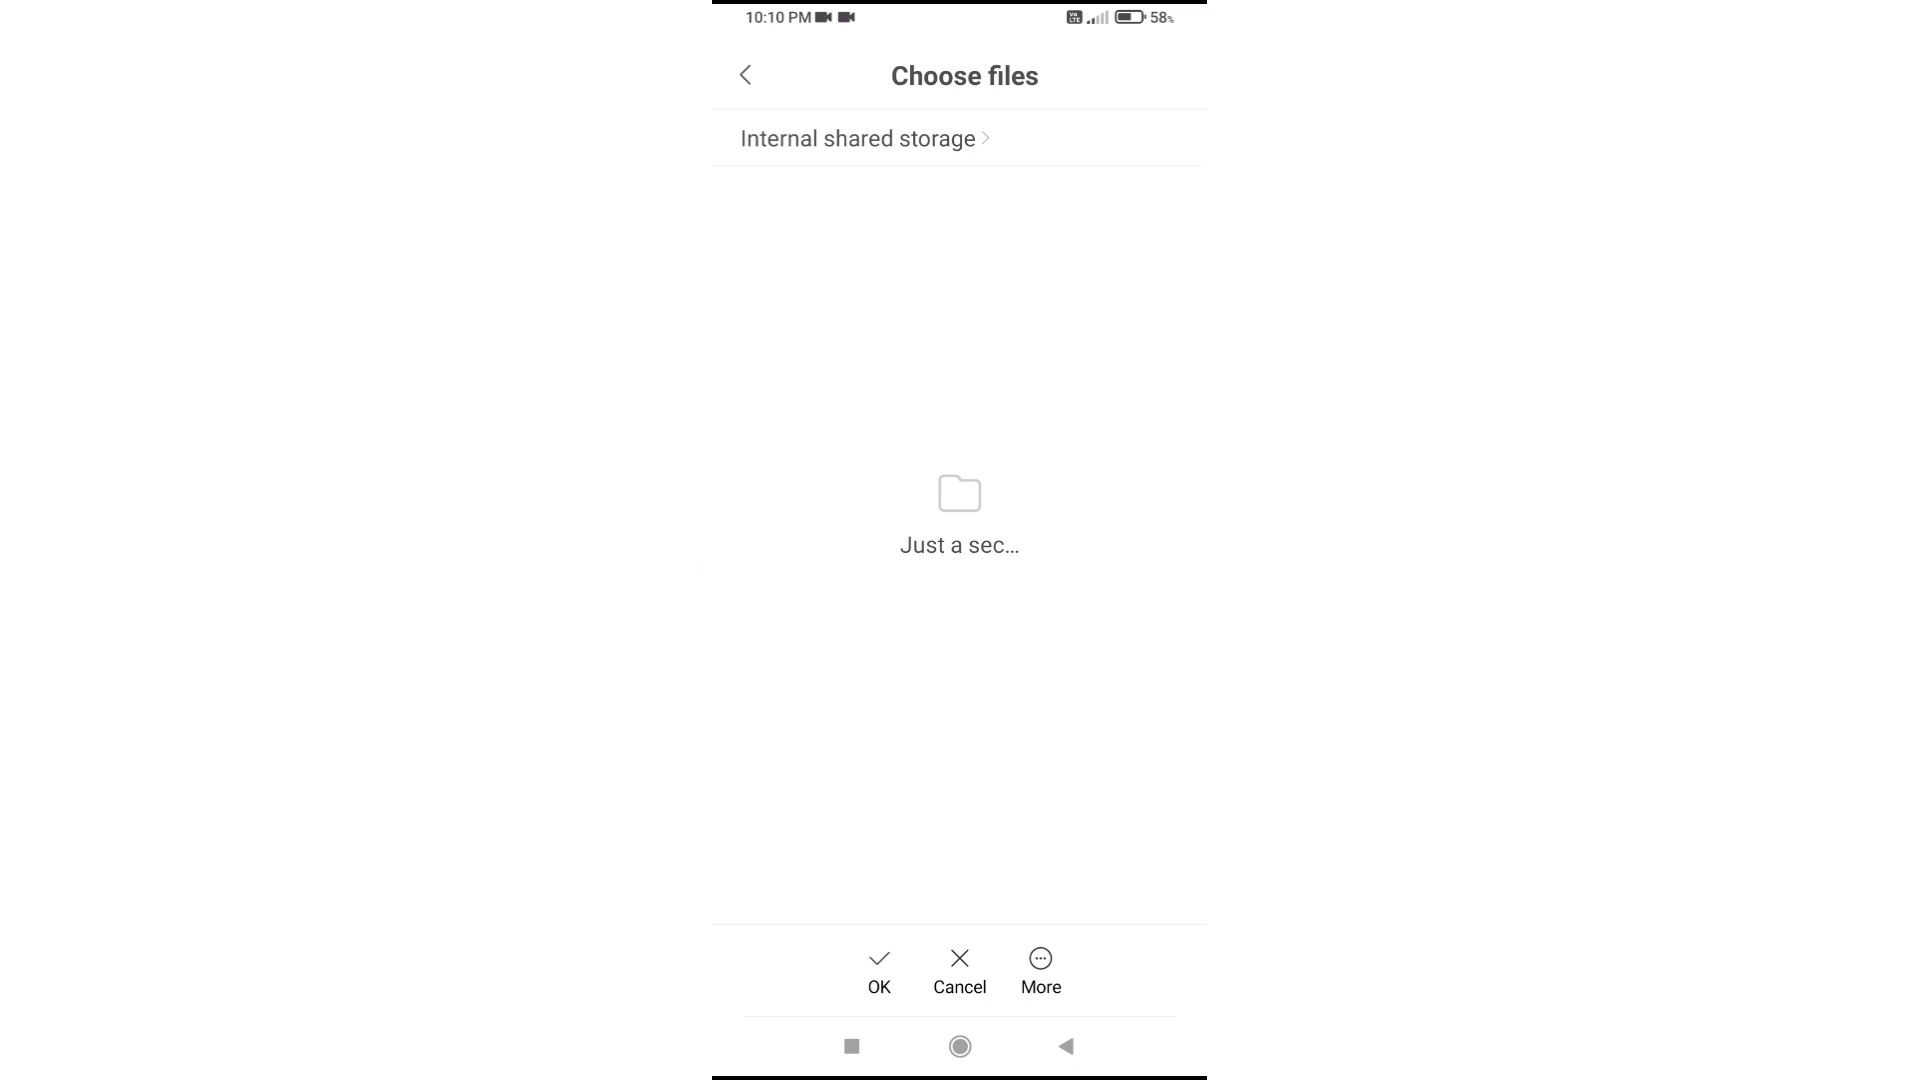 10:10 PM 58%
Choose files
Internal shared storage
Just a sec...
OK Cancel More